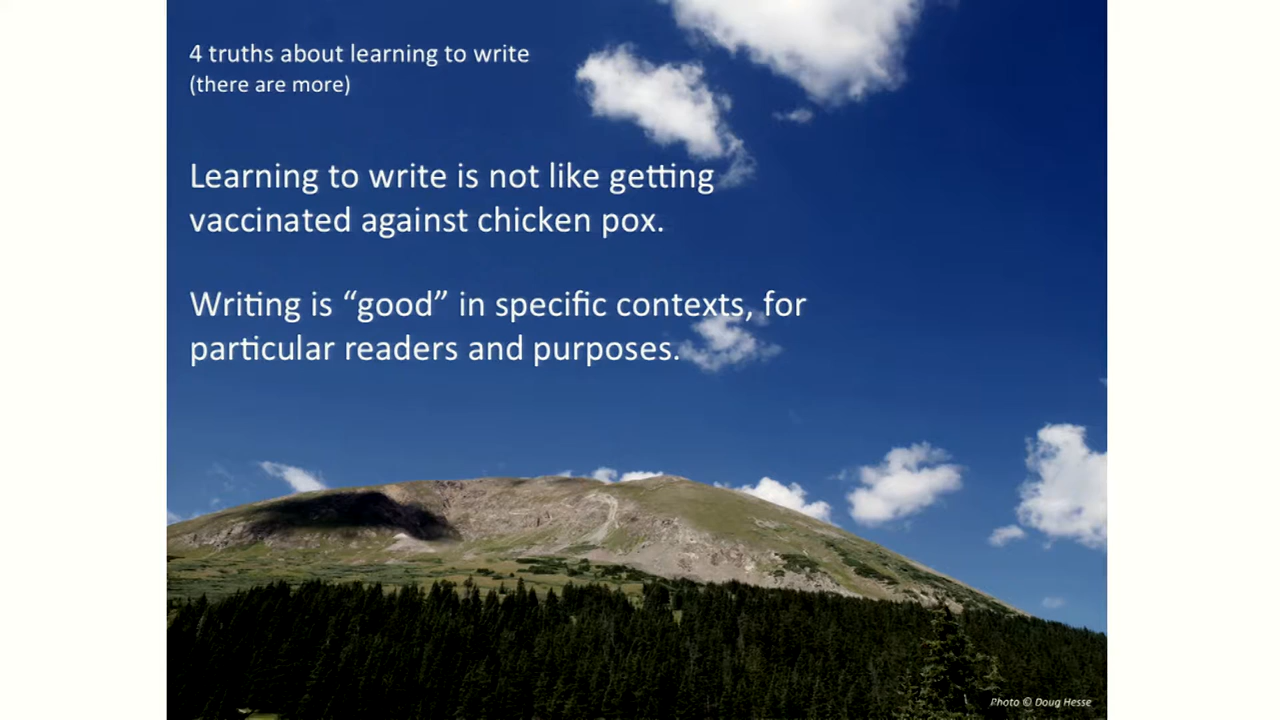 4 truths about learning to write
(there are more)
Learning to write is not like getting
vaccinated against chicken pox.
Writing is “good” in specific contexts, for
particular readers and purposes.
Photo © Doug Hesse